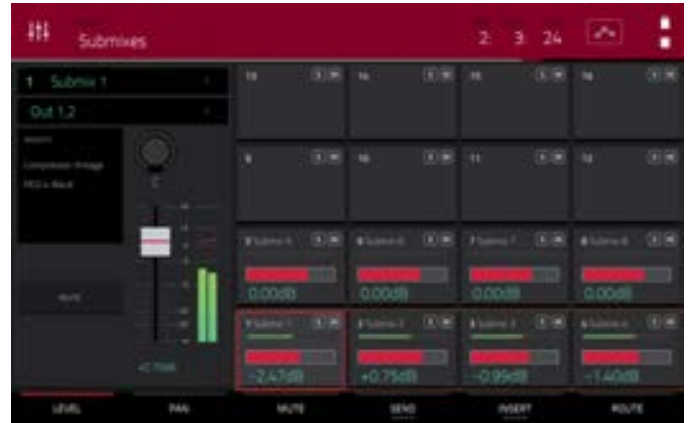 Submixes
2: 3: 24
1 Submix 1
Out 1,2
13
14
15
16
Compressor Vintage
9
10
11
12
C
5 Submix 5
6 Submix 6
7 Submix 7
8 Submix 8
0.00dB
0.00dB
0.00dB
0.00dB
MUTE
1 Submix 1
2 Submix 2
3 Submix 3
4 Submix 4
-2.47dB
+0.75dB
-0.99dB
-1.40dB
LEVEL
PAN
MUTE
SEND
INSERT
ROUTE